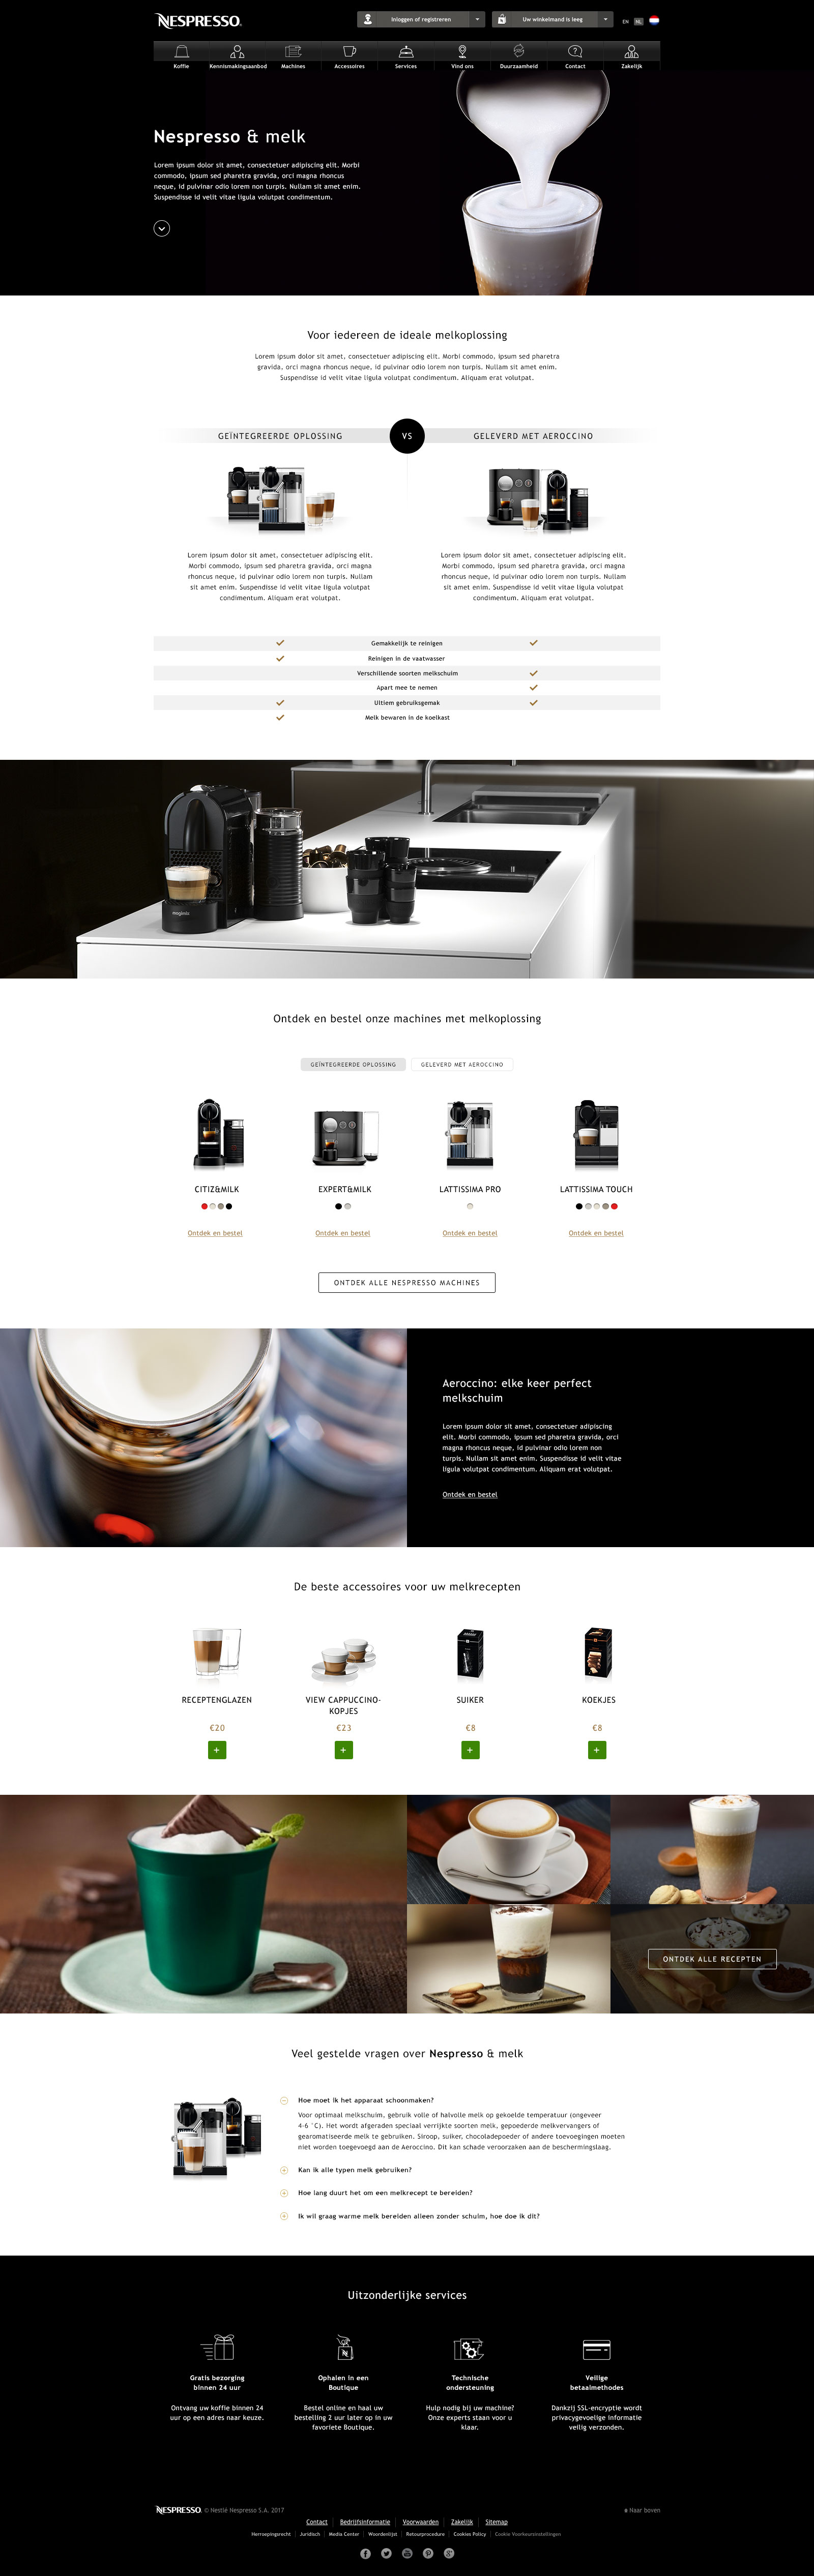 NESPRESSO
Inloggen of registreren
Uw winkelmand is leeg
EN NL
Koffie
Kennismakingsaanbod
Machines
Accessoires
Services
Vind ons
Duurzaamheid
Contact
Zakelijk
Nespresso & melk
Lorem ipsum dolor sit amet, consectetuer adipiscing elit. Morbi
commodo, ipsum sed pharetra gravida, orci magna rhoncus
neque, id pulvinar odio lorem non turpis. Nullam sit amet enim.
Suspendisse id velit vitae ligula volutpat condimentum.
Voor iedereen de ideale melkoplossing
Lorem ipsum dolor sit amet, consectetuer adipiscing elit. Morbi commodo, ipsum sed pharetra
gravida, orci magna rhoncus neque, id pulvinar odio lorem non turpis. Nullam sit amet enim.
Suspendisse id velit vitae ligula volutpat condimentum. Aliquam erat volutpat.
GEÏNTEGREERDE OPLOSSING
VS
GELEVERD MET AEROCCINO
Lorem ipsum dolor sit amet, consectetuer adipiscing elit.
Morbi commodo, ipsum sed pharetra gravida, orci magna
rhoncus neque, id pulvinar odio lorem non turpis. Nullam
sit amet enim. Suspendisse id velit vitae ligula volutpat
condimentum. Aliquam erat volutpat.
Lorem ipsum dolor sit amet, consectetuer adipiscing elit.
Morbi commodo, ipsum sed pharetra gravida, orci magna
rhoncus neque, id pulvinar odio lorem non turpis. Nullam
sit amet enim. Suspendisse id velit vitae ligula volutpat
condimentum. Aliquam erat volutpat.
Gemakkelijk te reinigen
Reinigen in de vaatwasser
Verschillende soorten melkschuim
Apart mee te nemen
Ultiem gebruiksgemak
Melk bewaren in de koelkast
magimix
Ontdek en bestel onze machines met melkoplossing
GEÏNTEGREERDE OPLOSSING
GELEVERD MET AEROCCINO
CITIZ&MILK
EXPERT&MILK
LATTISSIMA PRO
LATTISSIMA TOUCH
Ontdek en bestel
Ontdek en bestel
Ontdek en bestel
Ontdek en bestel
ONTDEK ALLE NESPRESSO MACHINES
Aeroccino: elke keer perfect
melkschuim
Lorem ipsum dolor sit amet, consectetuer adipiscing
elit. Morbi commodo, ipsum sed pharetra gravida, orci
magna rhoncus neque, id pulvinar odio lorem non
turpis. Nullam sit amet enim. Suspendisse id velit vitae
ligula volutpat condimentum. Aliquam erat volutpat.
Ontdek en bestel
De beste accessoires voor uw melkrecepten
RECEPTENGLAZEN
VIEW CAPPUCCINO-
KOPJES
SUIKER
KOEKJES
€20
€23
€8
€8
+
+
+
+
ONTDEK ALLE RECEPTEN
Veel gestelde vragen over Nespresso & melk
Hoe moet ik het apparaat schoonmaken?
Voor optimaal melkschuim, gebruik volle of halfvolle melk op gekoelde temperatuur (ongeveer
4-6 ˚C). Het wordt afgeraden speciaal verrijkte soorten melk, gepoederde melkvervangers of
gearomatiseerde melk te gebruiken. Siroop, suiker, chocoladepoeder of andere toevoegingen moeten
niet worden toegevoegd aan de Aeroccino. Dit kan schade veroorzaken aan de beschermingslaag.
Kan ik alle typen melk gebruiken?
Hoe lang duurt het om een melkrecept te bereiden?
Ik wil graag warme melk bereiden alleen zonder schuim, hoe doe ik dit?
Uitzonderlijke services
Gratis bezorging
binnen 24 uur
Ontvang uw koffie binnen 24
uur op een adres naar keuze.
Ophalen in een
Boutique
Bestel online en haal uw
bestelling 2 uur later op in uw
favoriete Boutique.
Technische
ondersteuning
Hulp nodig bij uw machine?
Onze experts staan voor u
klaar.
Veilige
betaalmethodes
Dankzij SSL-encryptie wordt
privacygevoelige informatie
veilig verzonden.
NESPRESSO. © Nestlé Nespresso S.A. 2017
Naar boven
Contact | Bedrijfsinformatie | Voorwaarden | Zakelijk | Sitemap
Herroepingsrecht | Juridisch | Media Center | Woordenlijst | Retourprocedure | Cookies Policy | Cookie Voorkeursinstellingen